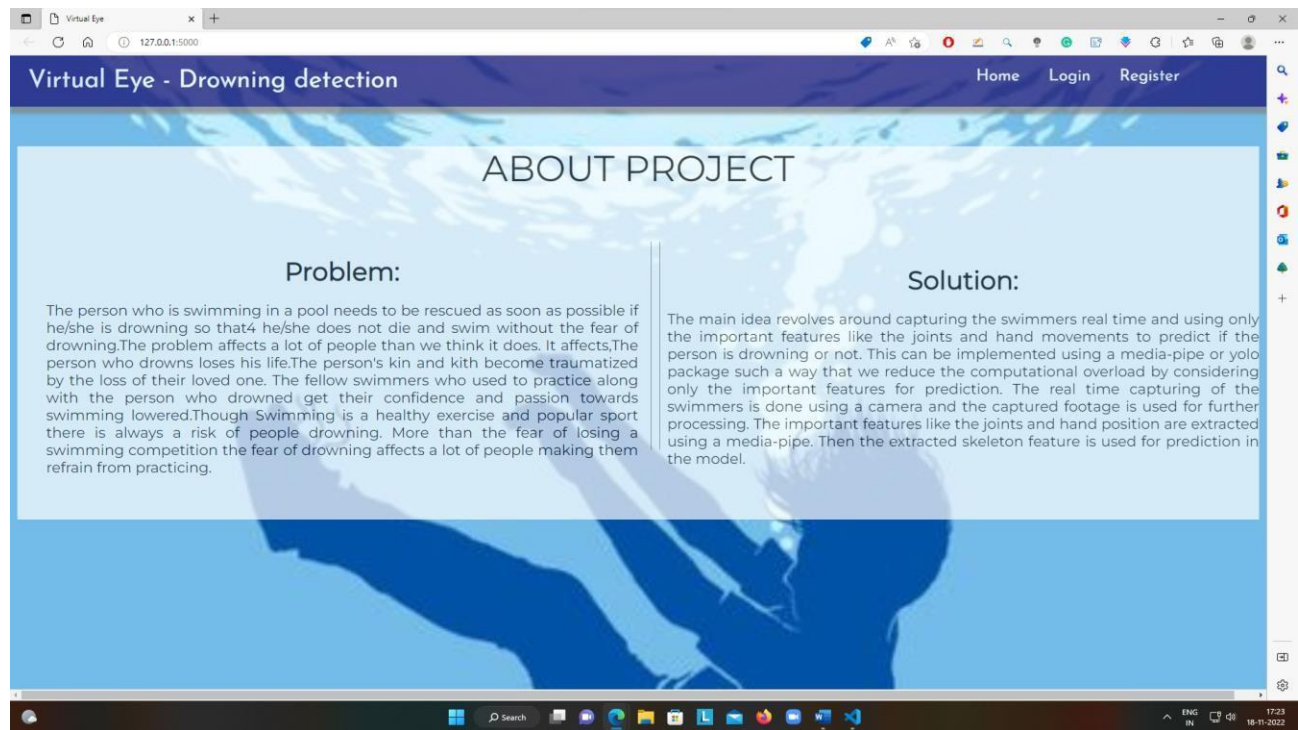 Virtual Eye
127.0.0.1:5000
Virtual Eye - Drowning detection
Home Login Register
ABOUT PROJECT
Problem:
The person who is swimming in a pool needs to be rescued as soon as possible if
he/she is drowning so that4 he/she does not die and swim without the fear of
drowning.The problem affects a lot of people than we think it does. It affects,The
person who drowns loses his life.The person's kin and kith become traumatized
by the loss of their loved one. The fellow swimmers who used to practice along
with the person who drowned get their confidence and passion towards
swimming lowered.Though Swimming is a healthy exercise and popular sport
there is always a risk of people drowning. More than the fear of losing a
swimming competition the fear of drowning affects a lot of people making them
refrain from practicing.
Solution:
The main idea revolves around capturing the swimmers real time and using only
the important features like the joints and hand movements to predict if the
person is drowning or not. This can be implemented using a media-pipe or yolo
package such a way that we reduce the computational overload by considering
only the important features for prediction. The real time capturing of the
swimmers is done using a camera and the captured footage is used for further
processing. The important features like the joints and hand position are extracted
using a media-pipe. Then the extracted skeleton feature is used for prediction in
the model.
Search
ENG
IN
17:23
18-11-2022